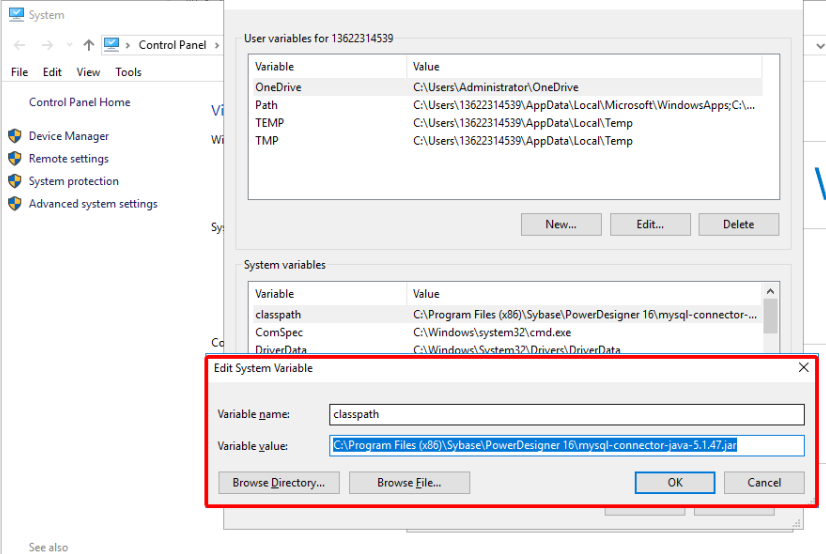 System
Control Panel
File Edit View Tools
Control Panel Home
Device Manager
Remote settings
System protection
Advanced system settings
See also
User variables for 13622314539
Variable Value
OneDrive C:\Users\Administrator\OneDrive
Path C:\Users\13622314539\AppData\Local\Microsoft\WindowsApps;C:\...
TEMP C:\Users\13622314539\AppData\Local\Temp
TMP C:\Users\13622314539\AppData\Local\Temp
New... Edit... Delete
System variables
Variable Value
classpath C:\Program Files (x86)\Sybase\PowerDesigner 16\mysql-connector-...
ComSpec C:\Windows\system32\cmd.exe
DriverData C:\Windows\System32\Drivers\DriverData
Edit System Variable
Variable name: classpath
Variable value: C:\Program Files (x86)\Sybase\PowerDesigner 16\mysql-connector-java-5.1.47.jar
Browse Directory... Browse File... OK Cancel